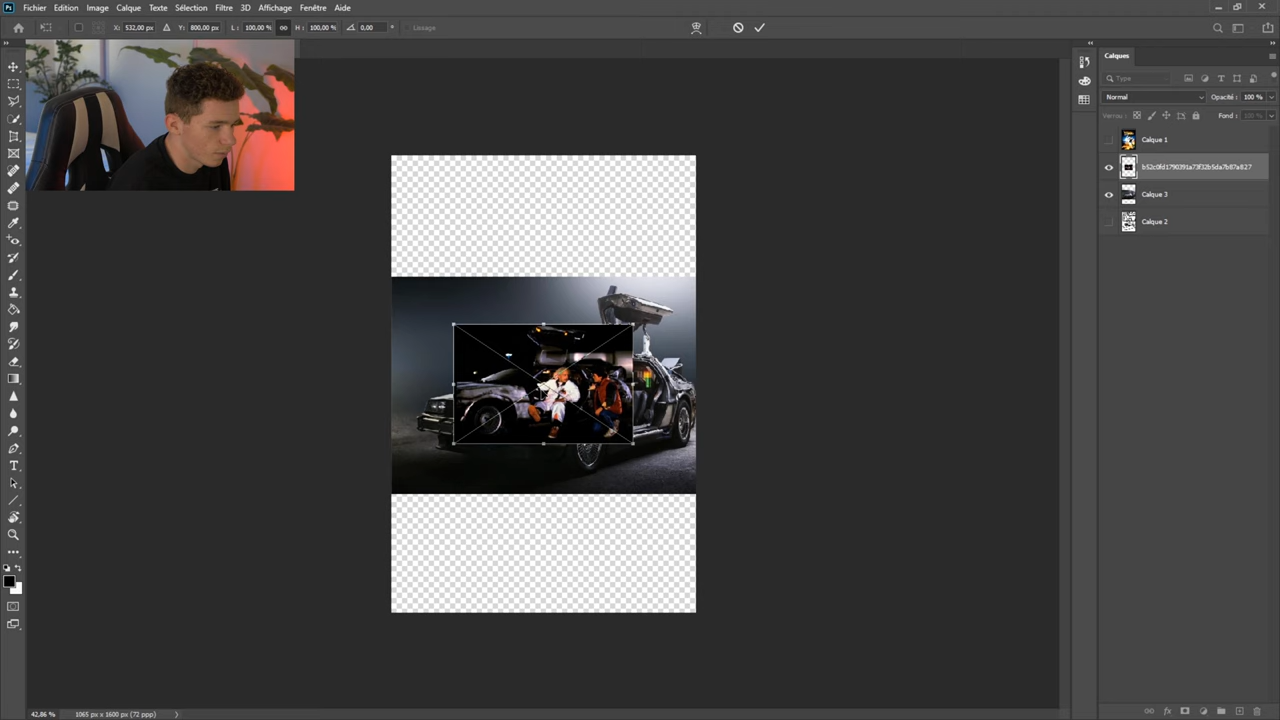 Ps Fichier Edition Image Calque Texte Sélection Filtre 3D Affichage Fenêtre Aide
X: 532,00 px Y: 800,00 px L: 100,00 % H: 100,00 % 0,00 ° Lissage
Calques
Type
Normal Opacité : 100 %
Verrou : Fond : 100 %
Calque 1
b52c0fd1790391a73f32b5da7b87a827
Calque 3
Calque 2
42,86 % 1065 px x 1600 px (72 ppp)